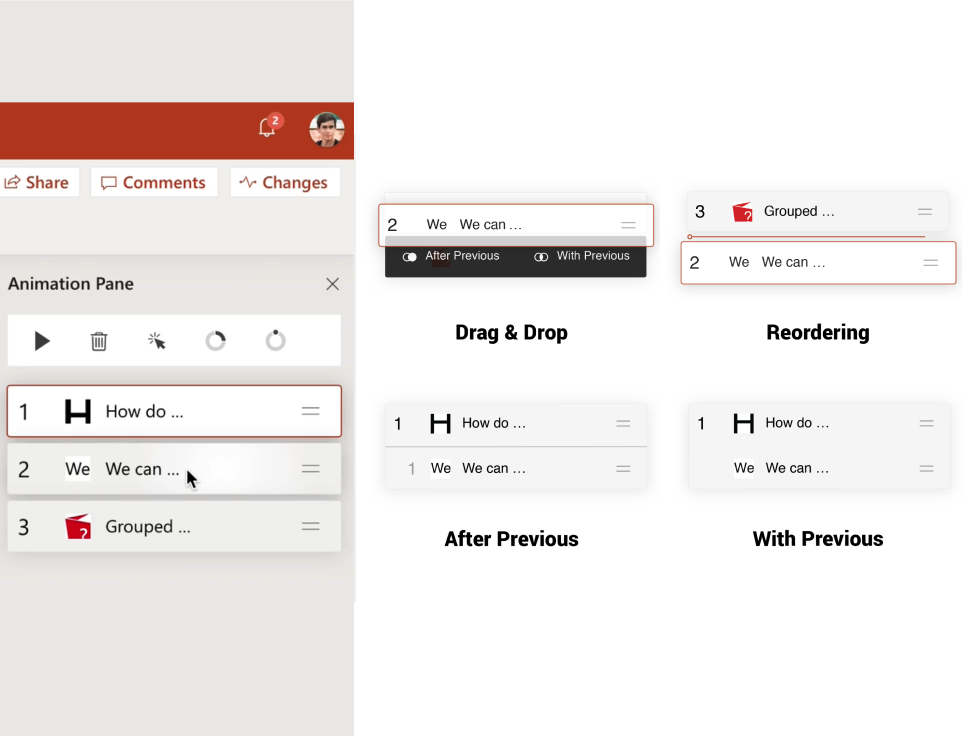 2
Share
Comments
Changes
Animation Pane
1 How do ...
2 We We can ...
3 ? Grouped ...
2 We We can ...
After Previous With Previous
Drag & Drop
3 ? Grouped ...
2 We We can ...
Reordering
1 How do ...
1 We We can ...
After Previous
1 How do ...
We We can ...
With Previous